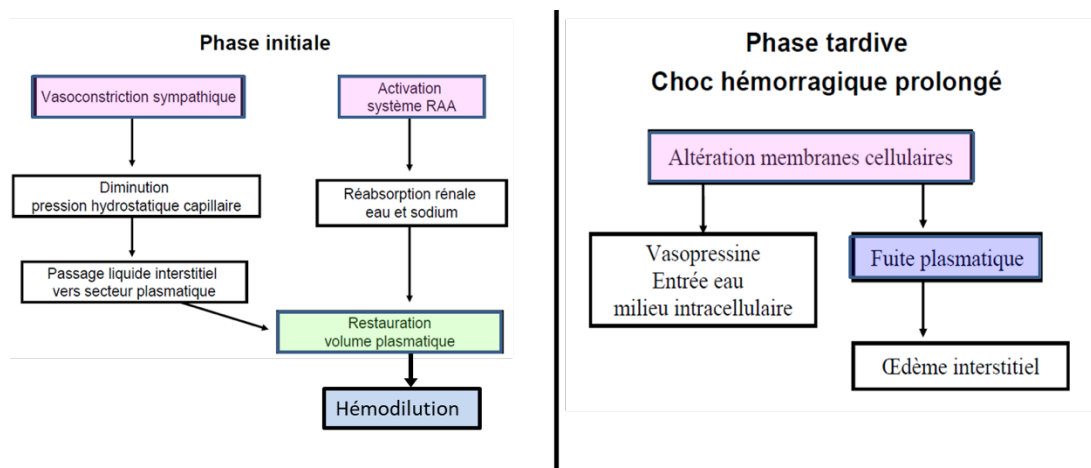 Phase initiale
Vasoconstriction sympathique
Activation
système RAA
Diminution
pression hydrostatique capillaire
Réabsorption rénale
eau et sodium
Passage liquide interstitiel
vers secteur plasmatique
Restauration
volume plasmatique
Hémodilution
Phase tardive
Choc hémorragique prolongé
Altération membranes cellulaires
Vasopressine
Entrée eau
milieu intracellulaire
Fuite plasmatique
Œdème interstitiel